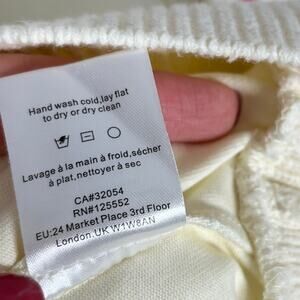 Hand wash cold,lay flat
to dry or dry clean
Lavage à la main à froid,sécher
à plat,nettoyer à sec
CA#32054
RN#125552
EU:24 Market Place 3rd Floor
London.UK W1W8AN